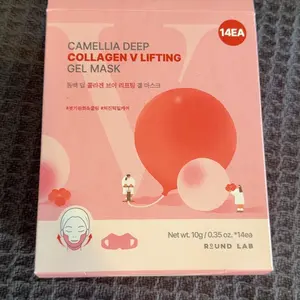 14EA
CAMELLIA DEEP
COLLAGEN V LIFTING
GEL MASK
동백 딥 콜라겐 브이 리프팅 겔 마스크
Net wt. 10g / 0.35 oz. *14ea
ROUND LAB